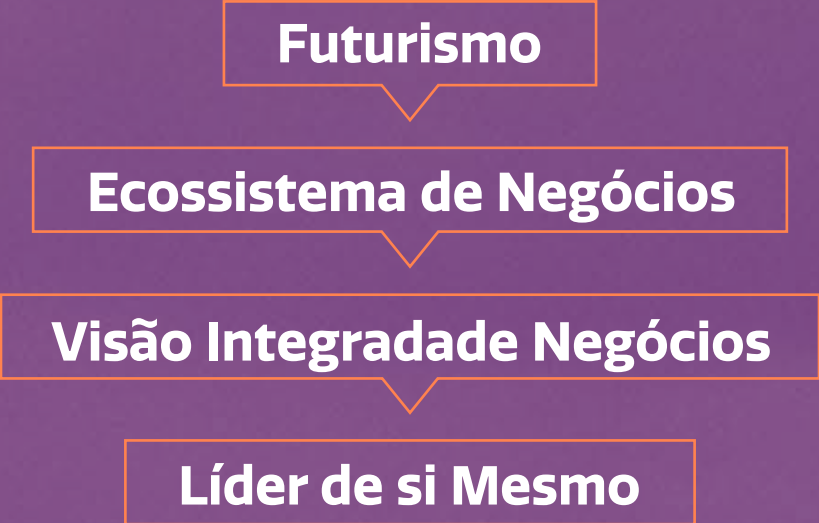 Futurismo
Ecossistema de Negócios
Visão Integradade Negócios
Líder de si Mesmo